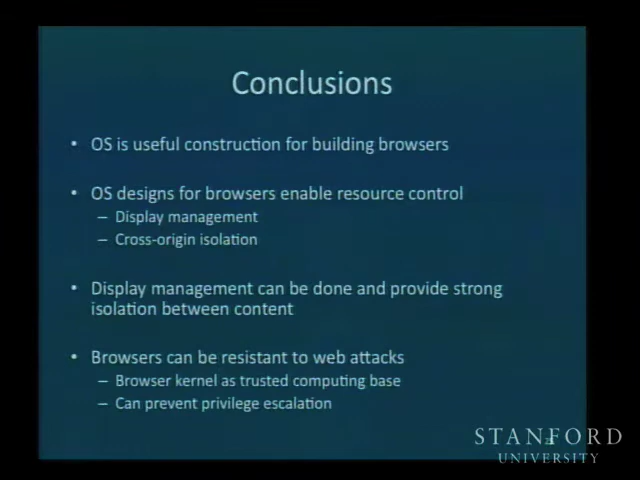 Conclusions
• OS is useful construction for building browsers
• OS designs for browsers enable resource control
– Display management
– Cross-origin isolation
• Display management can be done and provide strong
isolation between content
• Browsers can be resistant to web attacks
– Browser kernel as trusted computing base
– Can prevent privilege escalation
STANFORD
UNIVERSITY